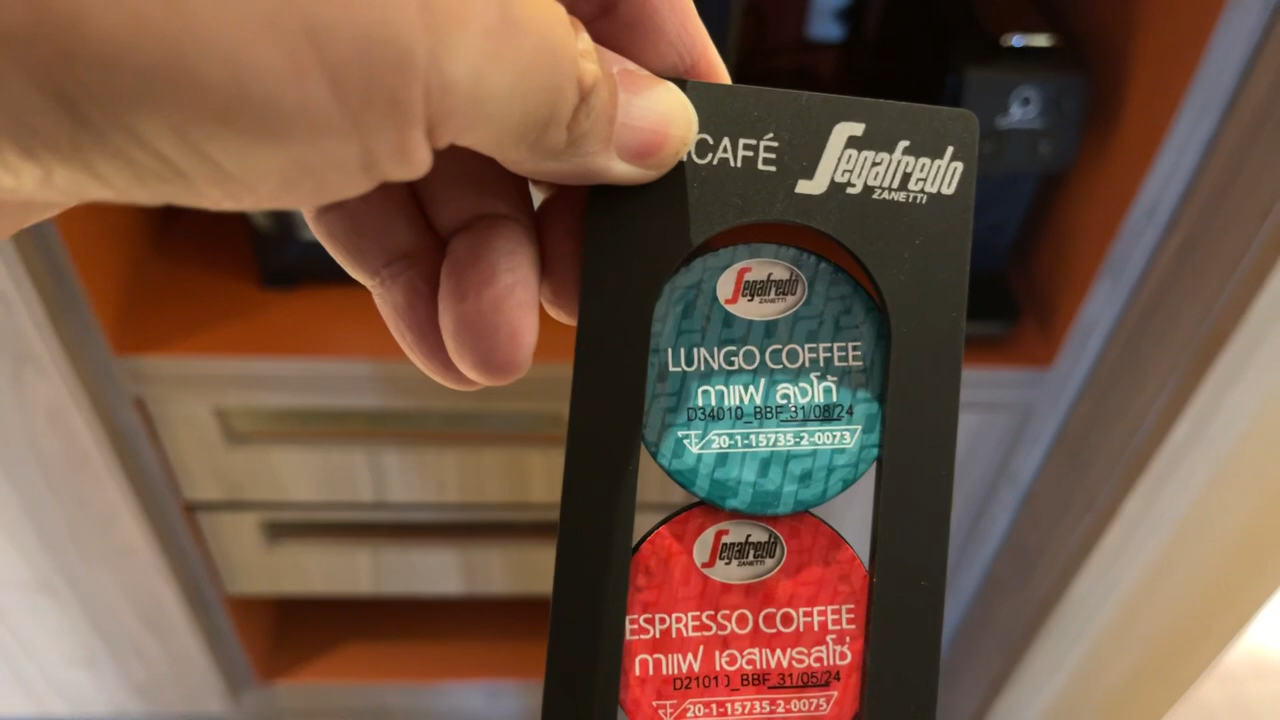 CAFÉ
Segafredo
ZANETTI
Segafredo
ZANETTI
LUNGO COFFEE
กาแฟ ลุงโก้
D34010_BBF.31/08/24
20-1-15735-2-0073
Segafredo
ZANETTI
ESPRESSO COFFEE
กาแฟ เอสเพรสโซ่
BBF.31/05/24
20-1-15735-2-0075